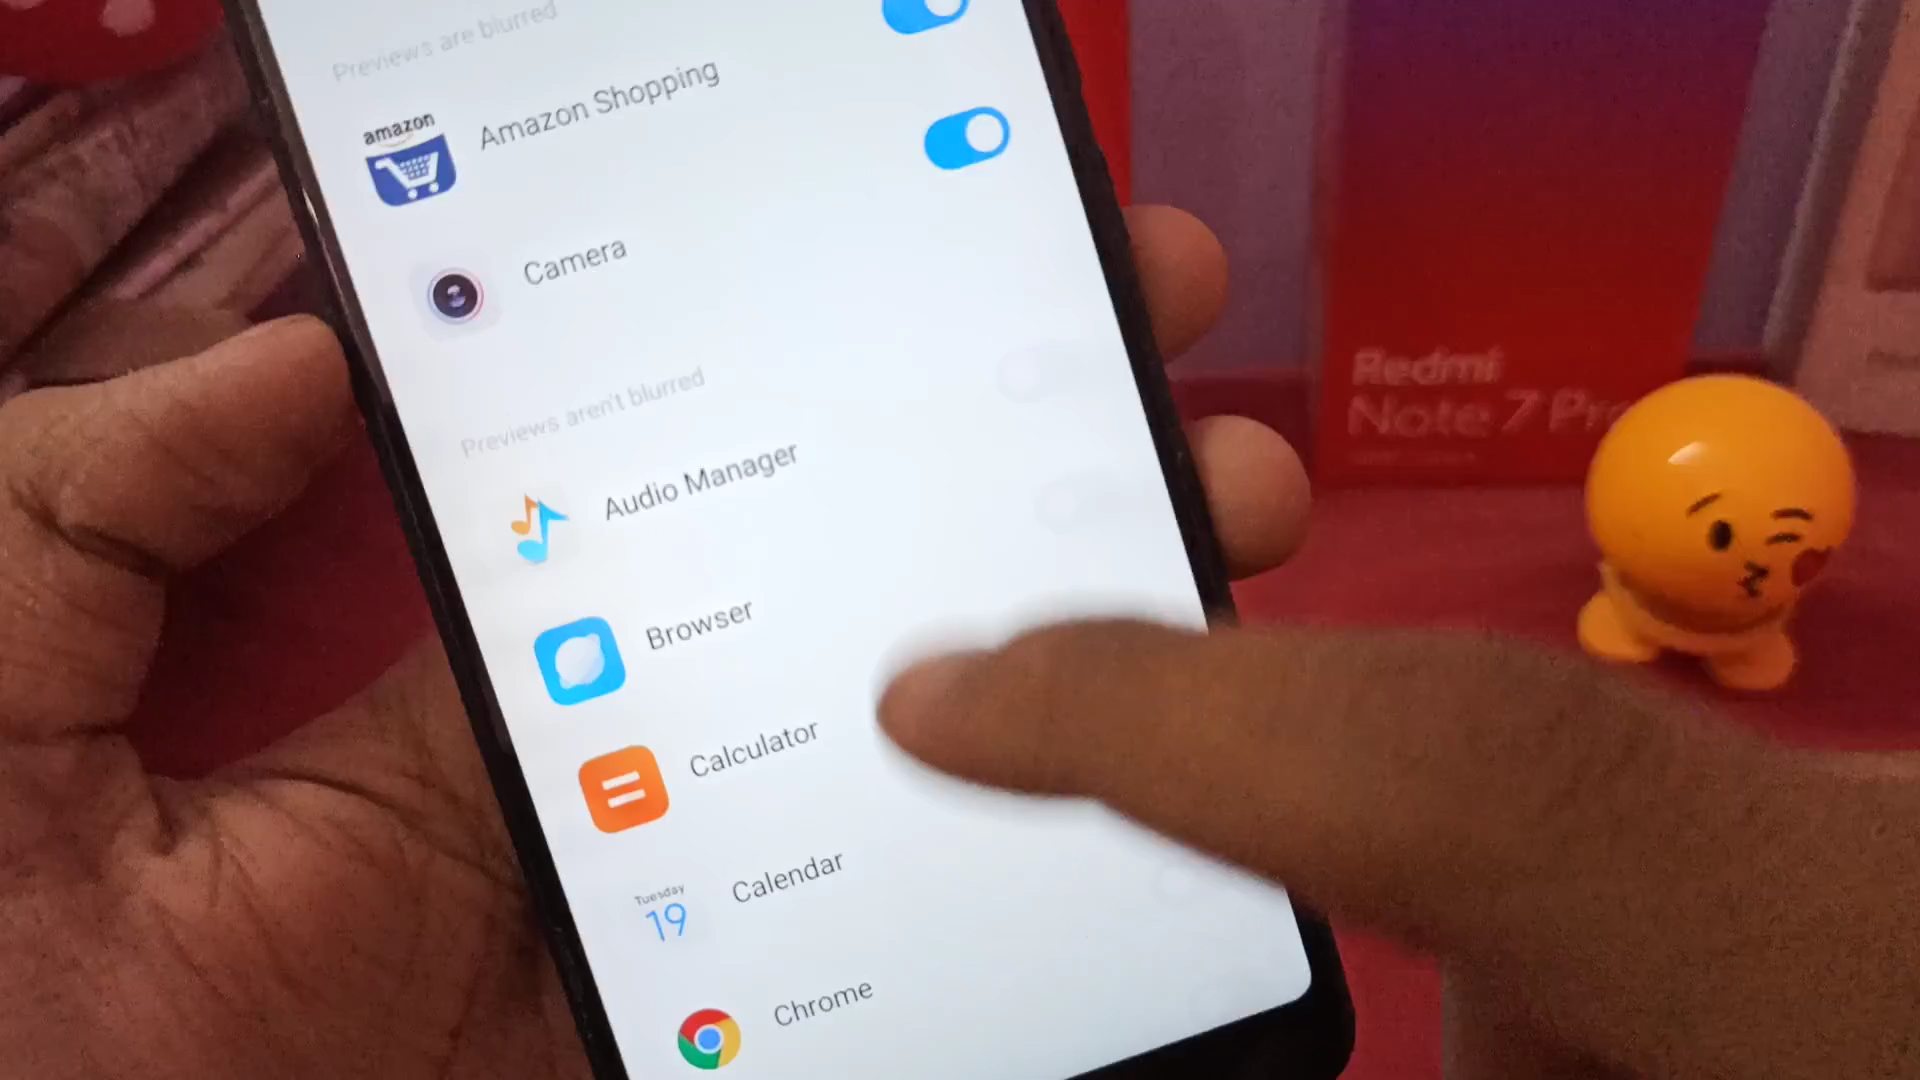 Previews are blurred
amazon
Amazon Shopping
Camera
Previews aren't blurred
Audio Manager
Browser
Calculator
Tuesday
19
Calendar
Chrome
Redmi
Note 7 Pro